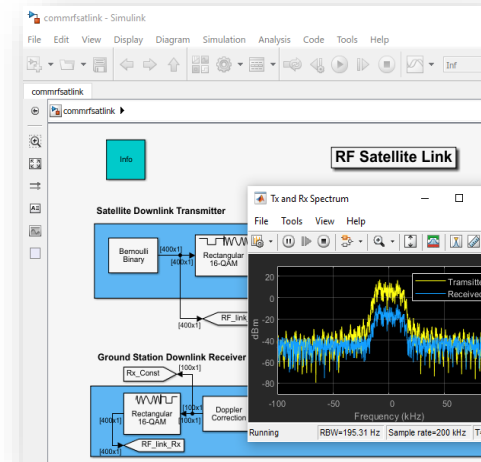 commrfsatlink - Simulink
File Edit View Display Diagram Simulation Analysis Code Tools Help
Inf
commrfsatlink
commrfsatlink
Info
RF Satellite Link
Tx and Rx Spectrum
File Tools View Help
Satellite Downlink Transmitter
Bernoulli
Binary
[400x1]
[400x1]
Rectangular
16-QAM
RF_link
[400x1]
20
0
-20
-40
-60
-80
dBm
Transmitte
Received
-100 -50 0 50
Frequency (kHz)
Running RBW=195.31 Hz Sample rate=200 kHz T=
Ground Station Downlink Receiver
Rx_Const
[100x1]
[400x1]
Rectangular
16-QAM
[100x1]
Doppler
Correction
RF_link_Rx
[400x1]